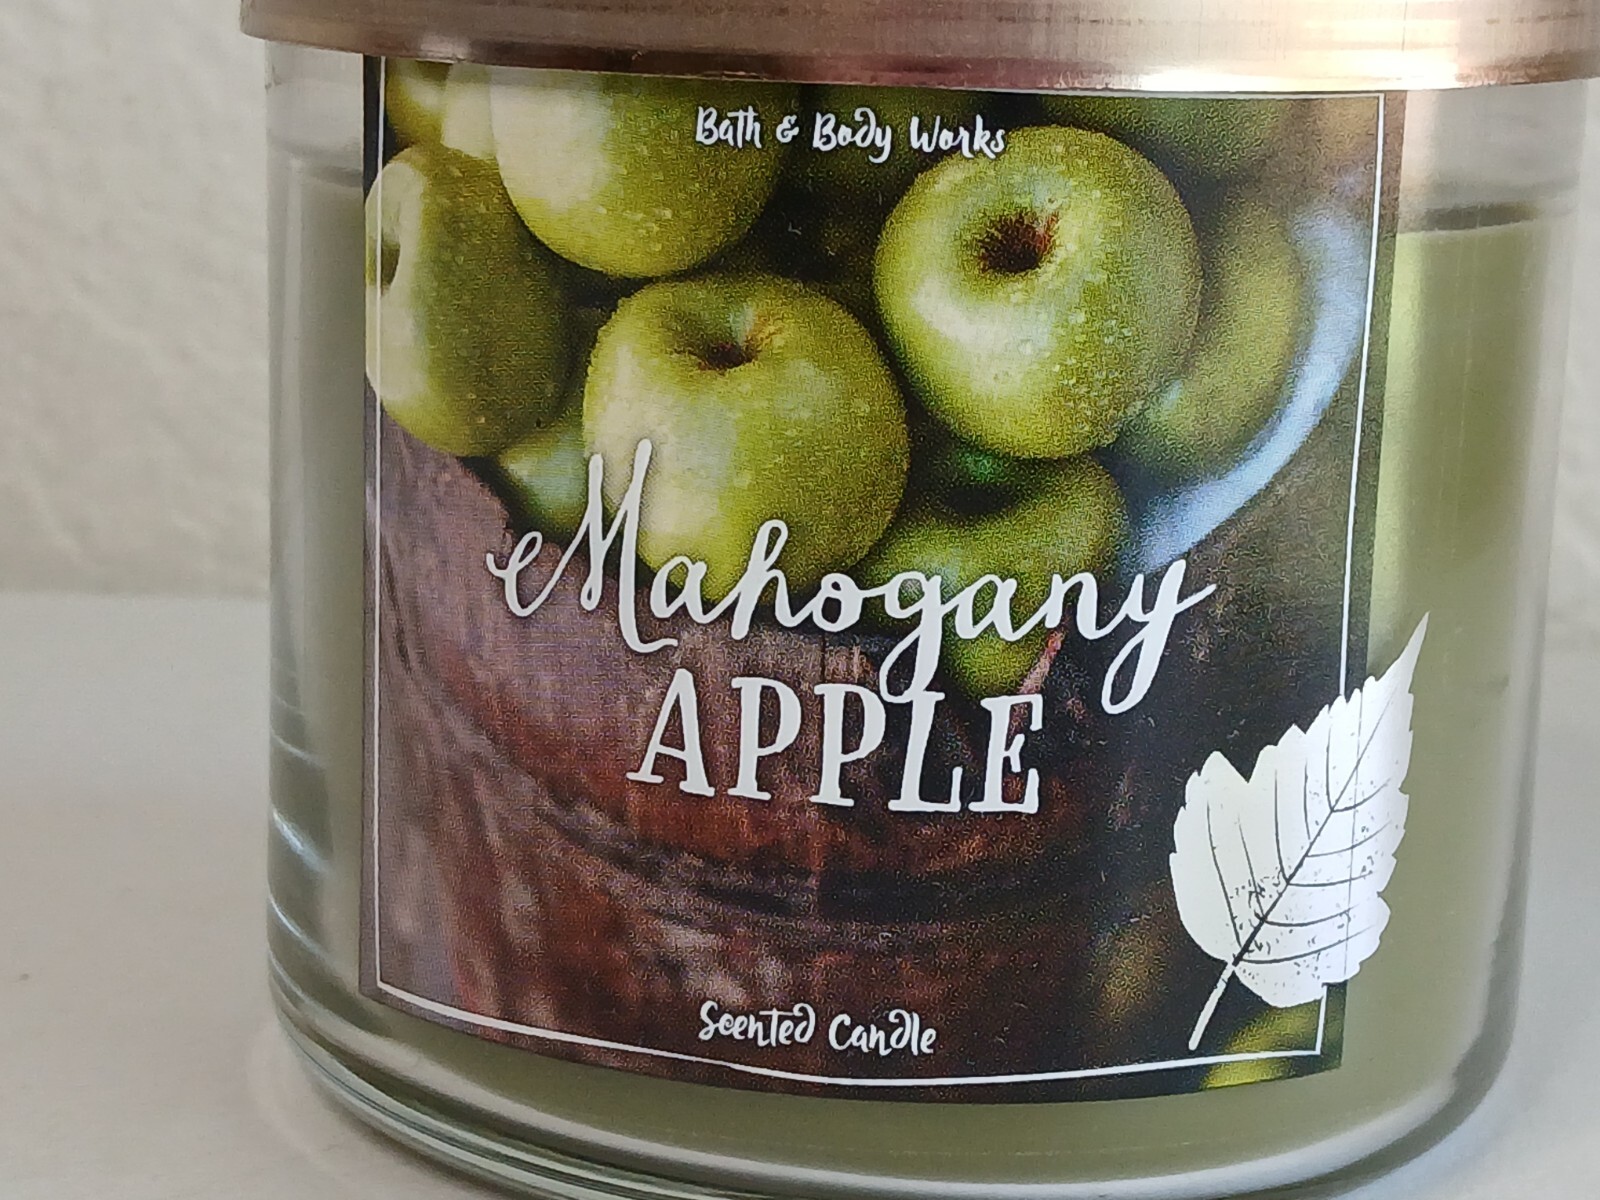 Bath & Body Works
Mahogany
APPLE
Scented Candle